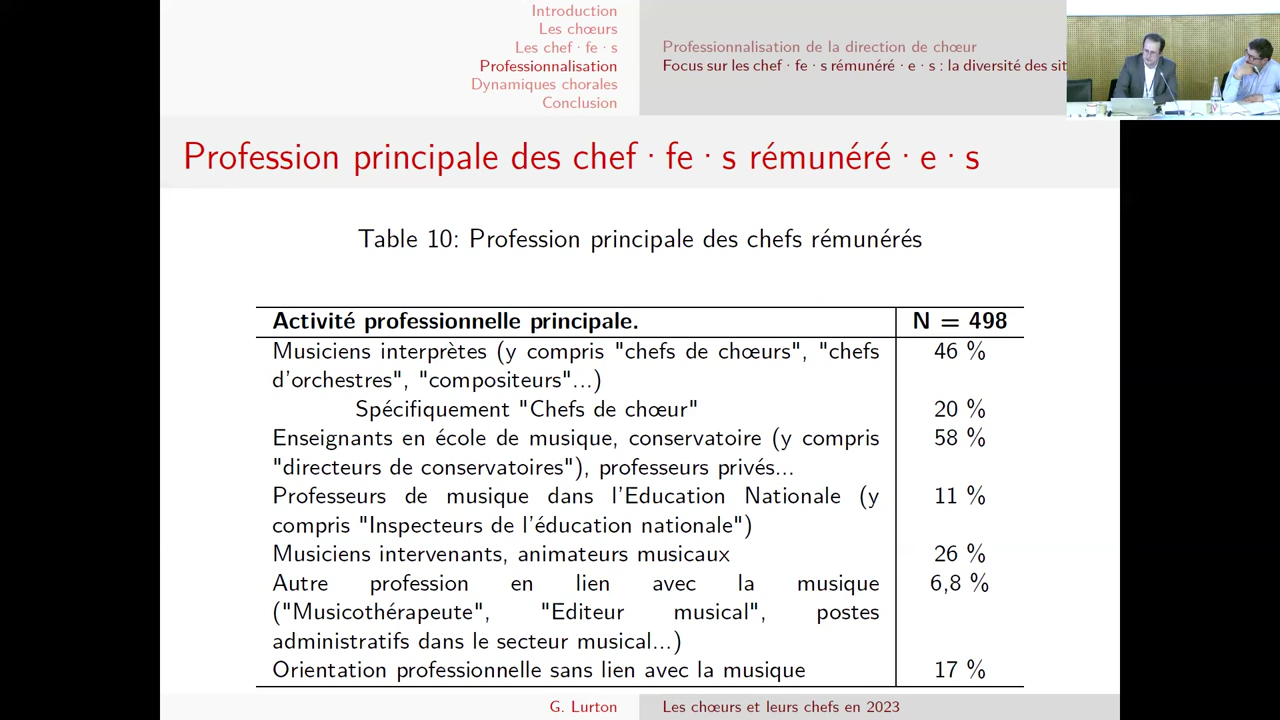 Introduction
Les chœurs
Les chef · fe · s
Professionnalisation
Dynamiques chorales
Conclusion
Professionnalisation de la direction de chœur
Focus sur les chef · fe · s rémunéré · e · s : la diversité des sit
Profession principale des chef · fe · s rémunéré · e · s
Table 10: Profession principale des chefs rémunérés
Activité professionnelle principale. N = 498
Musiciens interprètes (y compris "chefs de chœurs", "chefs 46 %
d'orchestres", "compositeurs"...)
Spécifiquement "Chefs de chœur" 20 %
Enseignants en école de musique, conservatoire (y compris 58 %
"directeurs de conservatoires"), professeurs privés...
Professeurs de musique dans l'Education Nationale (y 11 %
compris "Inspecteurs de l'éducation nationale")
Musiciens intervenants, animateurs musicaux 26 %
Autre profession en lien avec la musique 6,8 %
("Musicothérapeute", "Editeur musical", postes
administratifs dans le secteur musical...)
Orientation professionnelle sans lien avec la musique 17 %
G. Lurton Les chœurs et leurs chefs en 2023